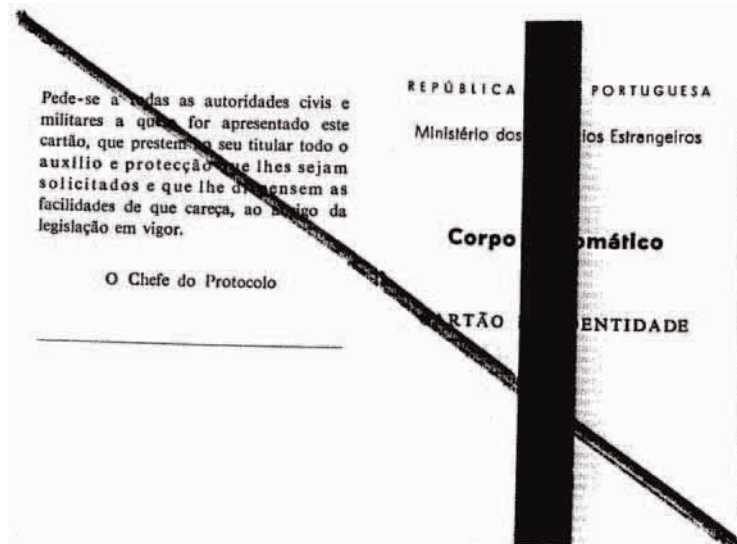 Pede-se a todas as autoridades civis e
militares a quem for apresentado este
cartão, que prestem ao seu titular todo o
auxílio e protecção que lhes sejam
solicitados e que lhe dispensem as
facilidades de que careça, ao abrigo da
legislação em vigor.
O Chefe do Protocolo
REPÚBLICA PORTUGUESA
Ministério dos Estrangeiros
Corpo
ENTIDADE